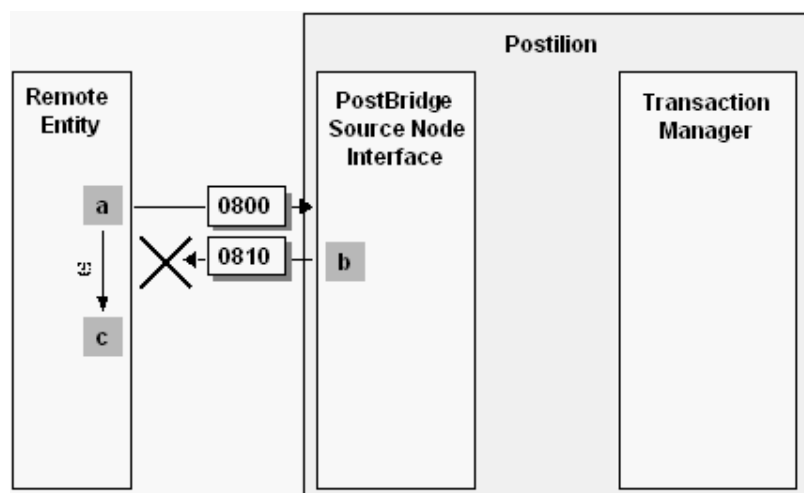 Postilion
Remote
Entity
PostBridge
Source Node
Interface
Transaction
Manager
a
0800
0810
b
c